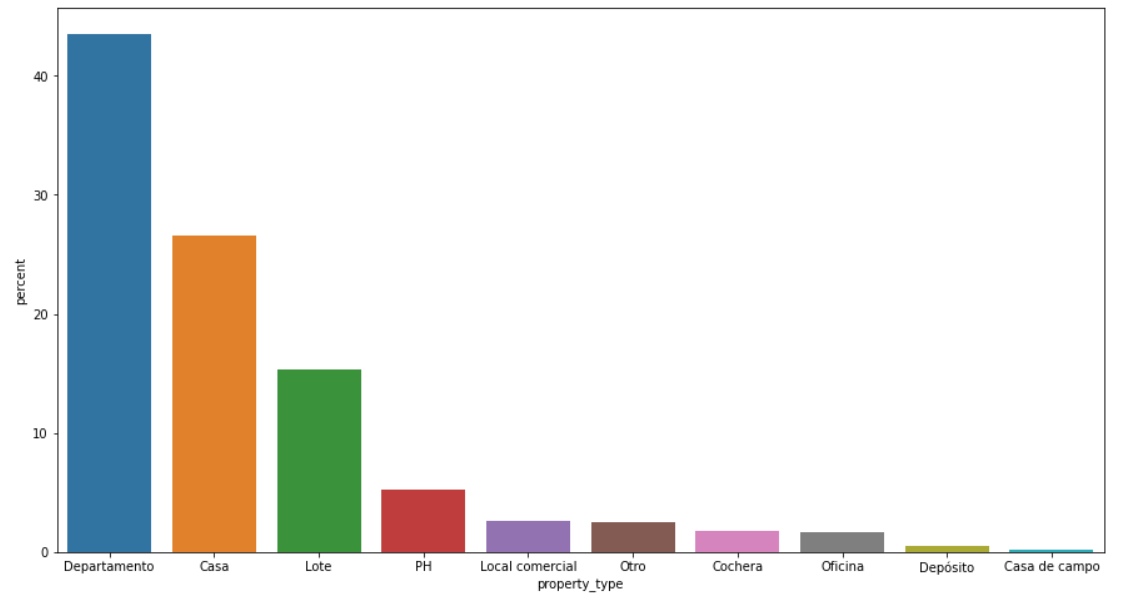 40
30
20
10
0
percent
Departamento Casa Lote PH Local comercial Otro Cochera Oficina Depósito Casa de campo
property_type